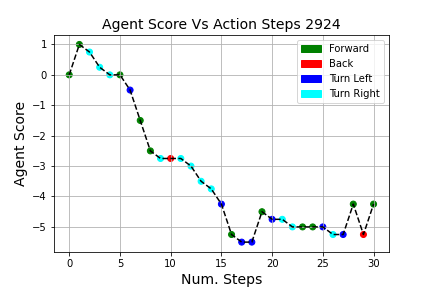 Agent Score Vs Action Steps 2924
Forward
Back
Turn Left
Turn Right
Agent Score
1
0
−1
−2
−3
−4
−5
0 5 10 15 20 25 30
Num. Steps